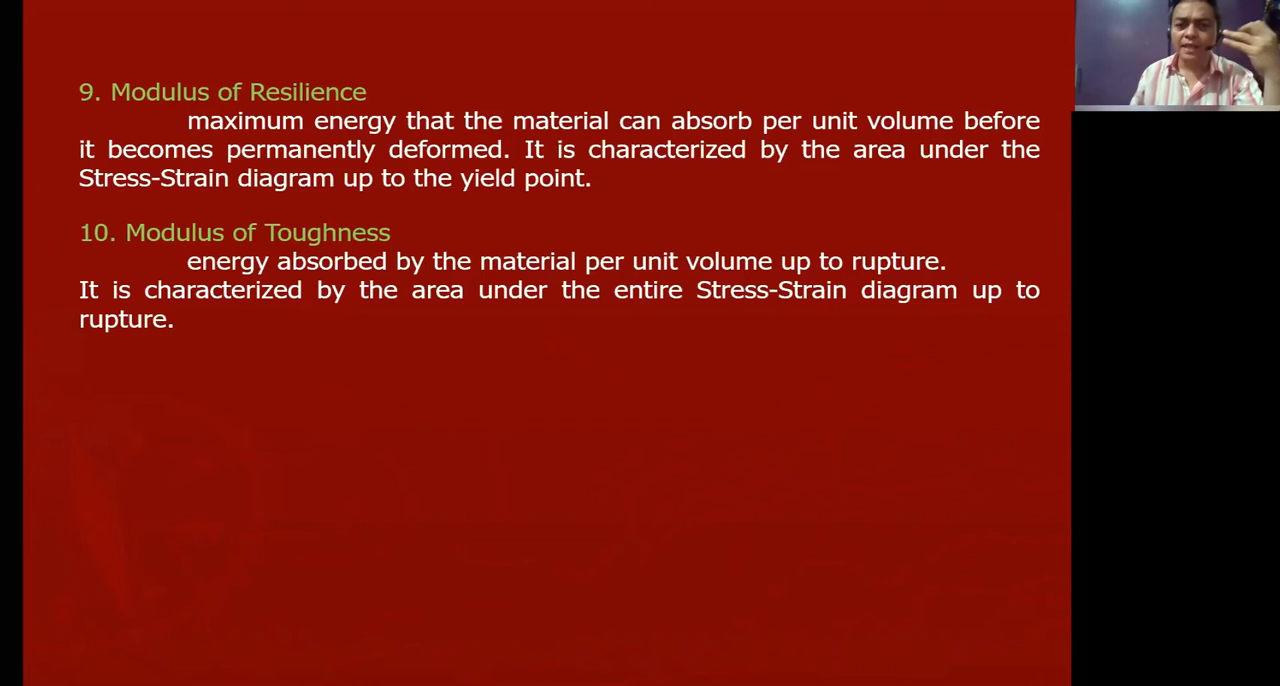 9. Modulus of Resilience
maximum energy that the material can absorb per unit volume before
it becomes permanently deformed. It is characterized by the area under the
Stress-Strain diagram up to the yield point.
10. Modulus of Toughness
energy absorbed by the material per unit volume up to rupture.
It is characterized by the area under the entire Stress-Strain diagram up to
rupture.